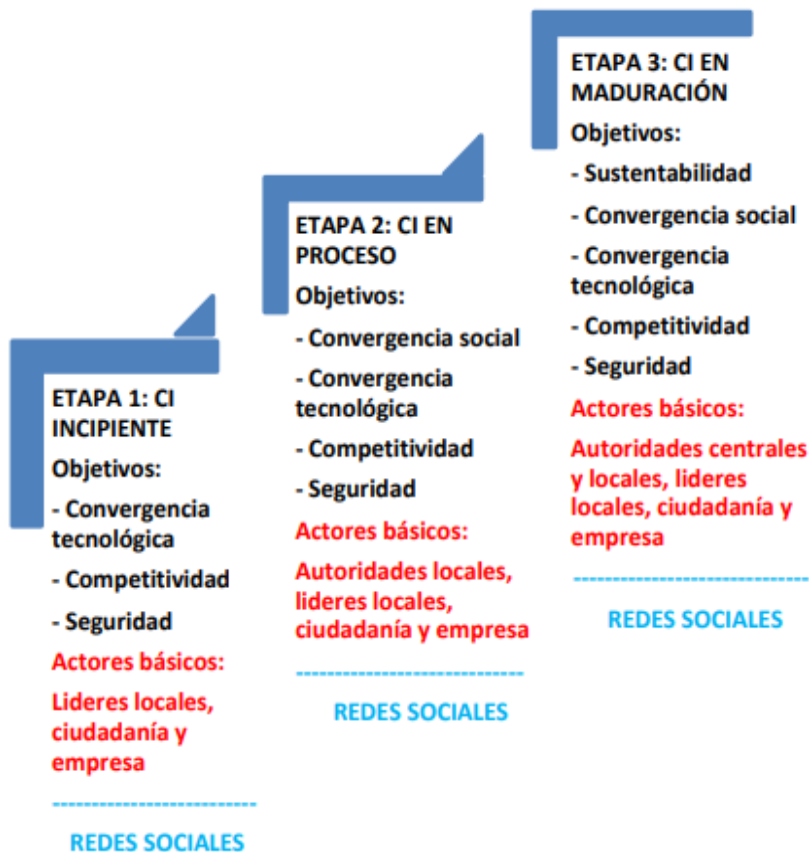 ETAPA 1: CI
INCIPIENTE
Objetivos:
- Convergencia
tecnológica
- Competitividad
- Seguridad
Actores básicos:
Lideres locales,
ciudadanía y
empresa
REDES SOCIALES
ETAPA 2: CI EN
PROCESO
Objetivos:
- Convergencia social
- Convergencia
tecnológica
- Competitividad
- Seguridad
Actores básicos:
Autoridades locales,
lideres locales,
ciudadanía y empresa
REDES SOCIALES
ETAPA 3: CI EN
MADURACIÓN
Objetivos:
- Sustentabilidad
- Convergencia social
- Convergencia
tecnológica
- Competitividad
- Seguridad
Actores básicos:
Autoridades centrales
y locales, lideres
locales, ciudadanía y
empresa
REDES SOCIALES